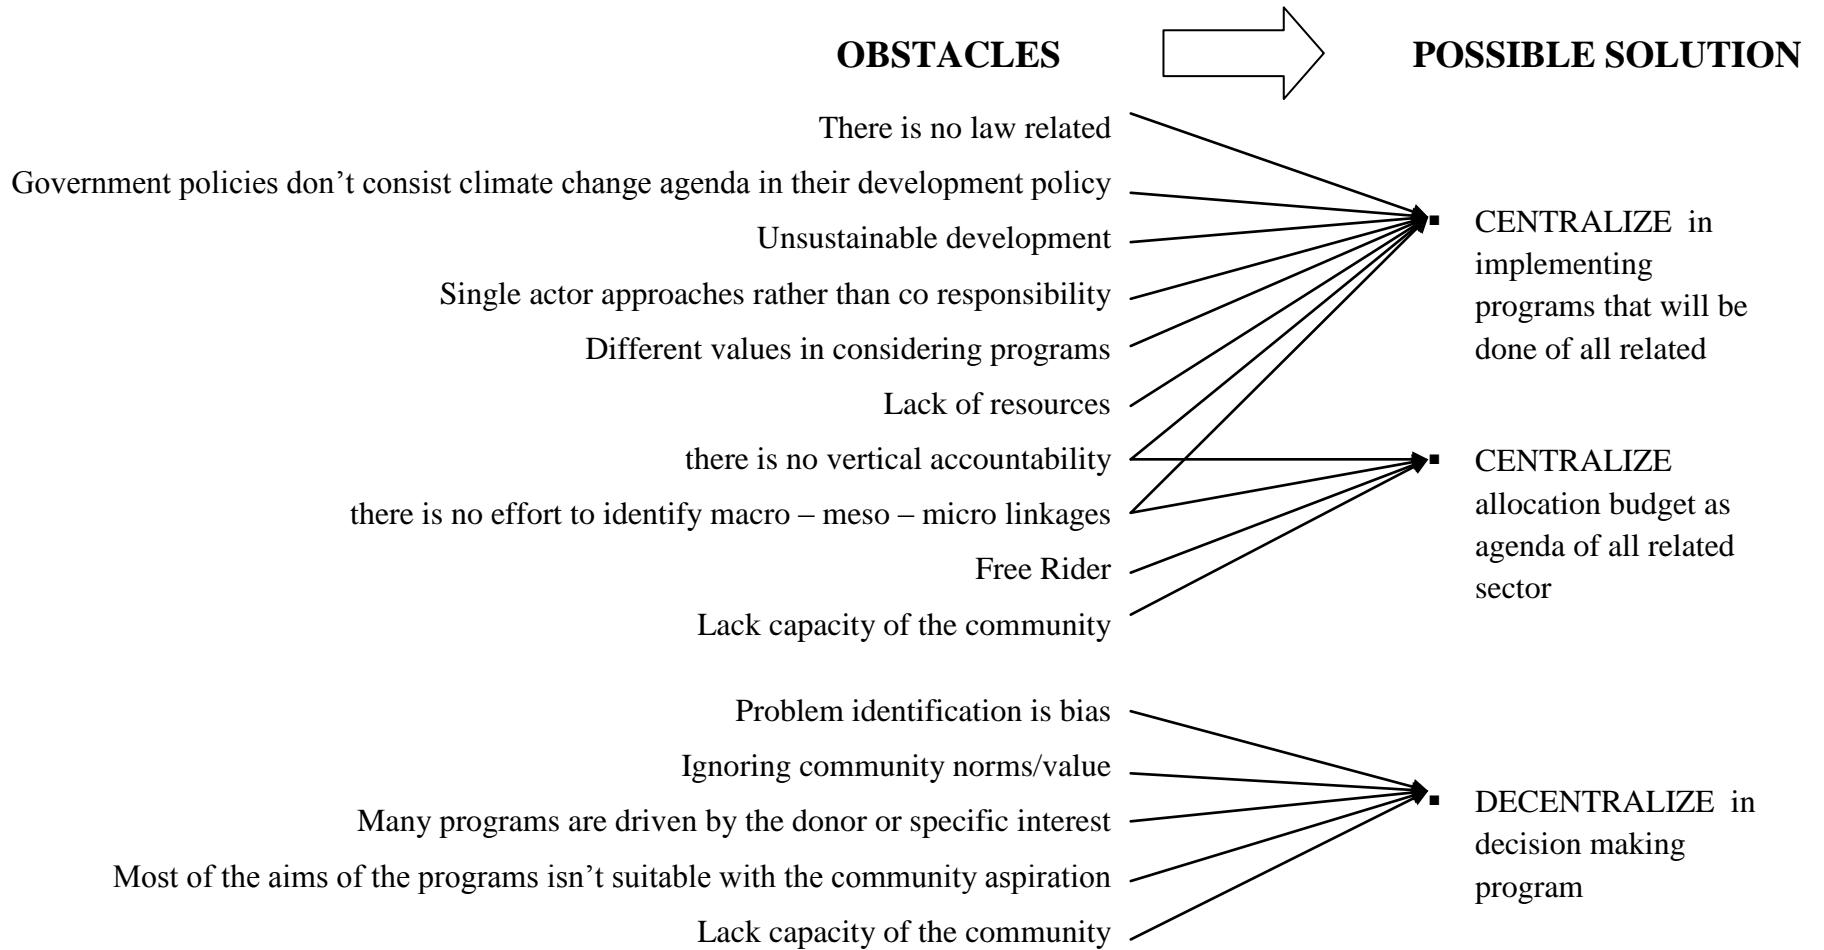 OBSTACLES
POSSIBLE SOLUTION
There is no law related
Government policies don’t consist climate change agenda in their development policy
Unsustainable development
Single actor approaches rather than co responsibility
Different values in considering programs
Lack of resources
there is no vertical accountability
there is no effort to identify macro – meso – micro linkages
Free Rider
Lack capacity of the community
Problem identification is bias
Ignoring community norms/value
Many programs are driven by the donor or specific interest
Most of the aims of the programs isn’t suitable with the community aspiration
Lack capacity of the community
▪ CENTRALIZE in
implementing
programs that will be
done of all related
▪ CENTRALIZE
allocation budget as
agenda of all related
sector
▪ DECENTRALIZE in
decision making
program